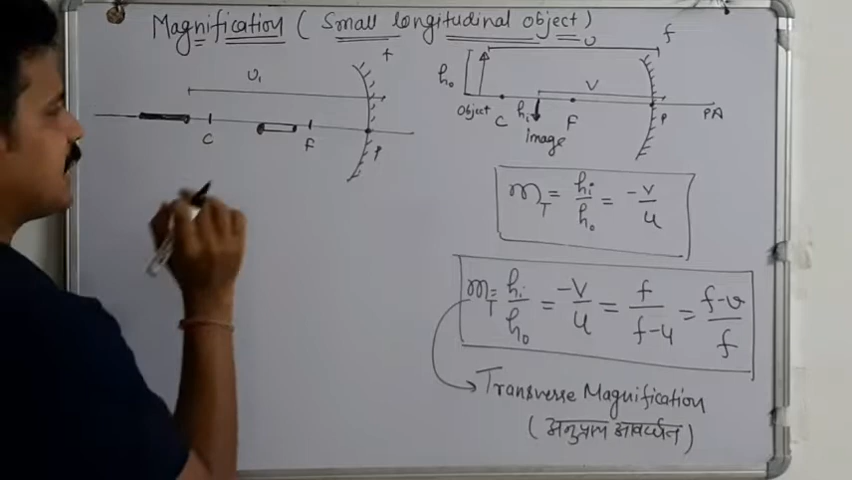 Magnification ( Small longitudinal object )
f
U₁
C
F
P
U
f
h₀
V
Object
C
hᵢ
F
P
PA
image
m_T = hᵢ/h₀ = -v/u
m_T = hᵢ/h₀ = -v/u = f/f-u = f-v/f
Transverse Magnification
( अनुप्रस्थ आवर्धन )